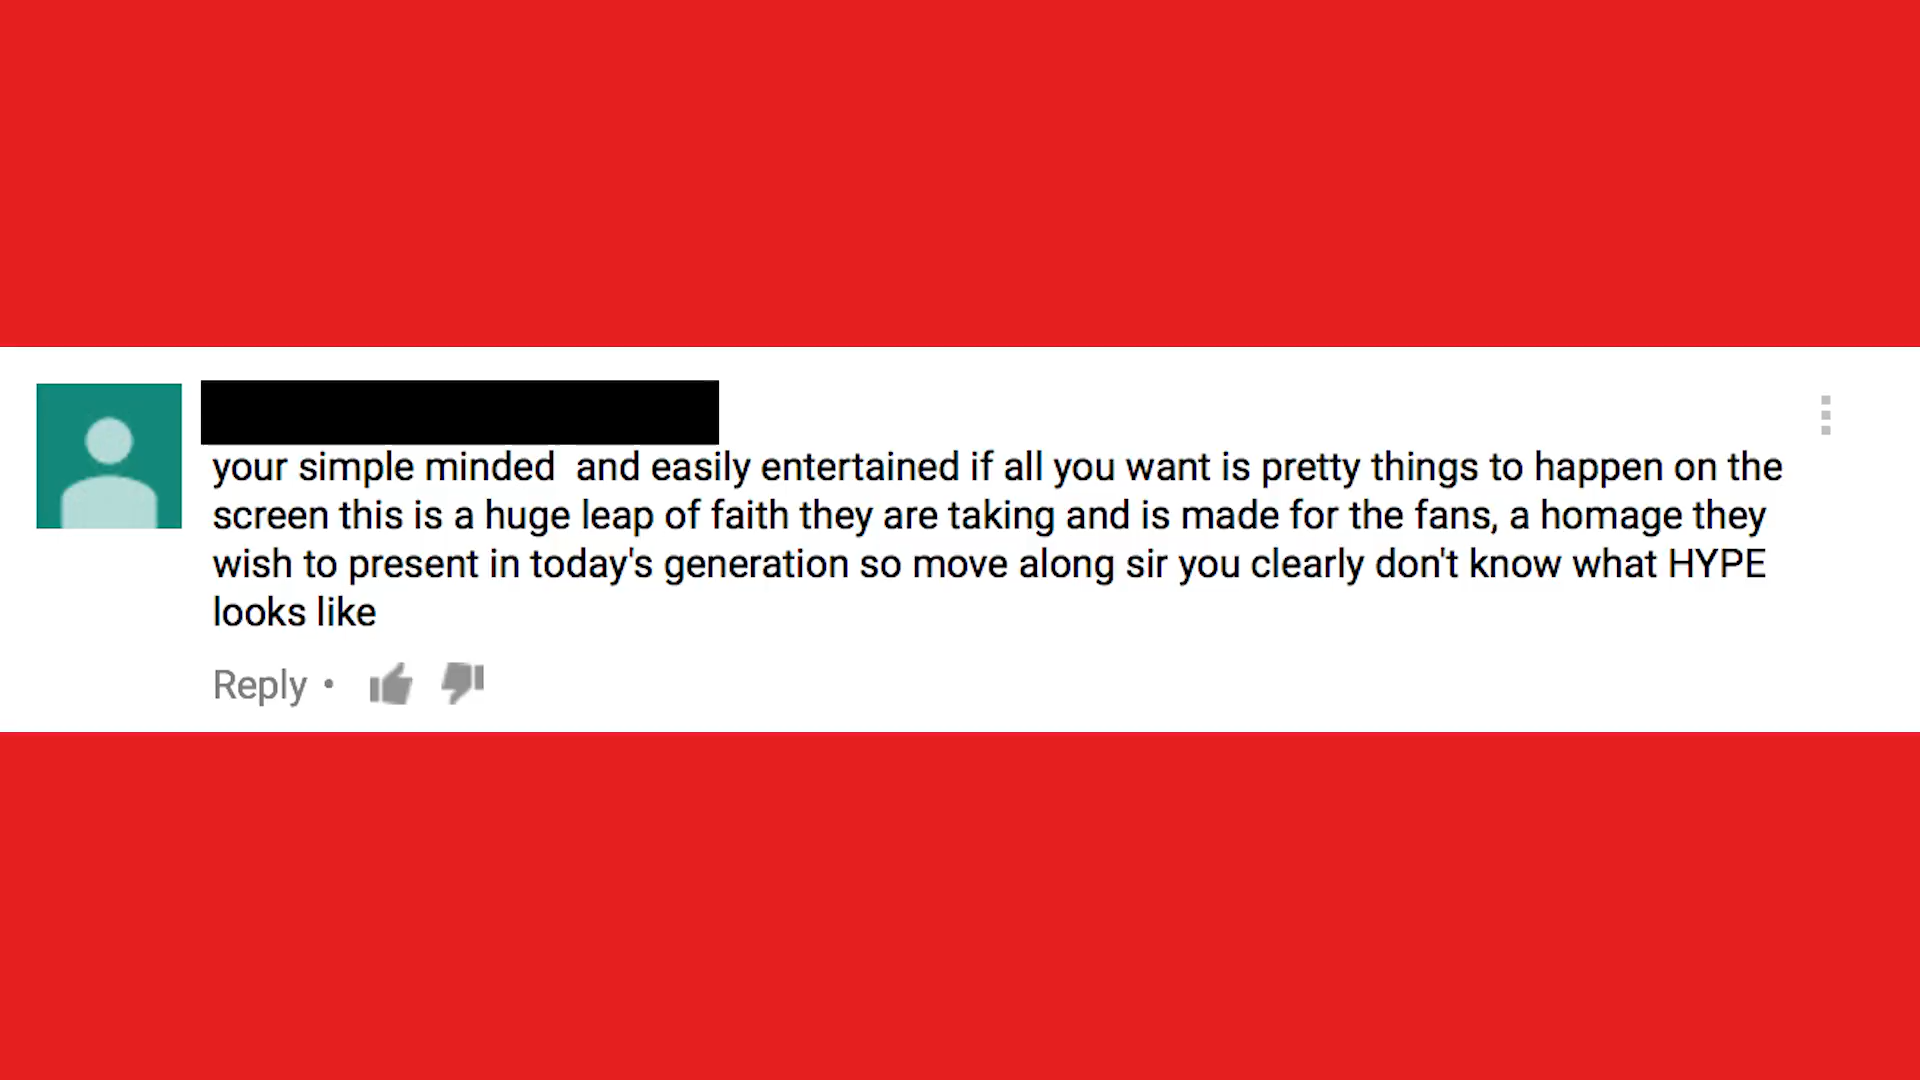 your simple minded  and easily entertained if all you want is pretty things to happen on the
screen this is a huge leap of faith they are taking and is made for the fans, a homage they
wish to present in today's generation so move along sir you clearly don't know what HYPE
looks like
Reply •